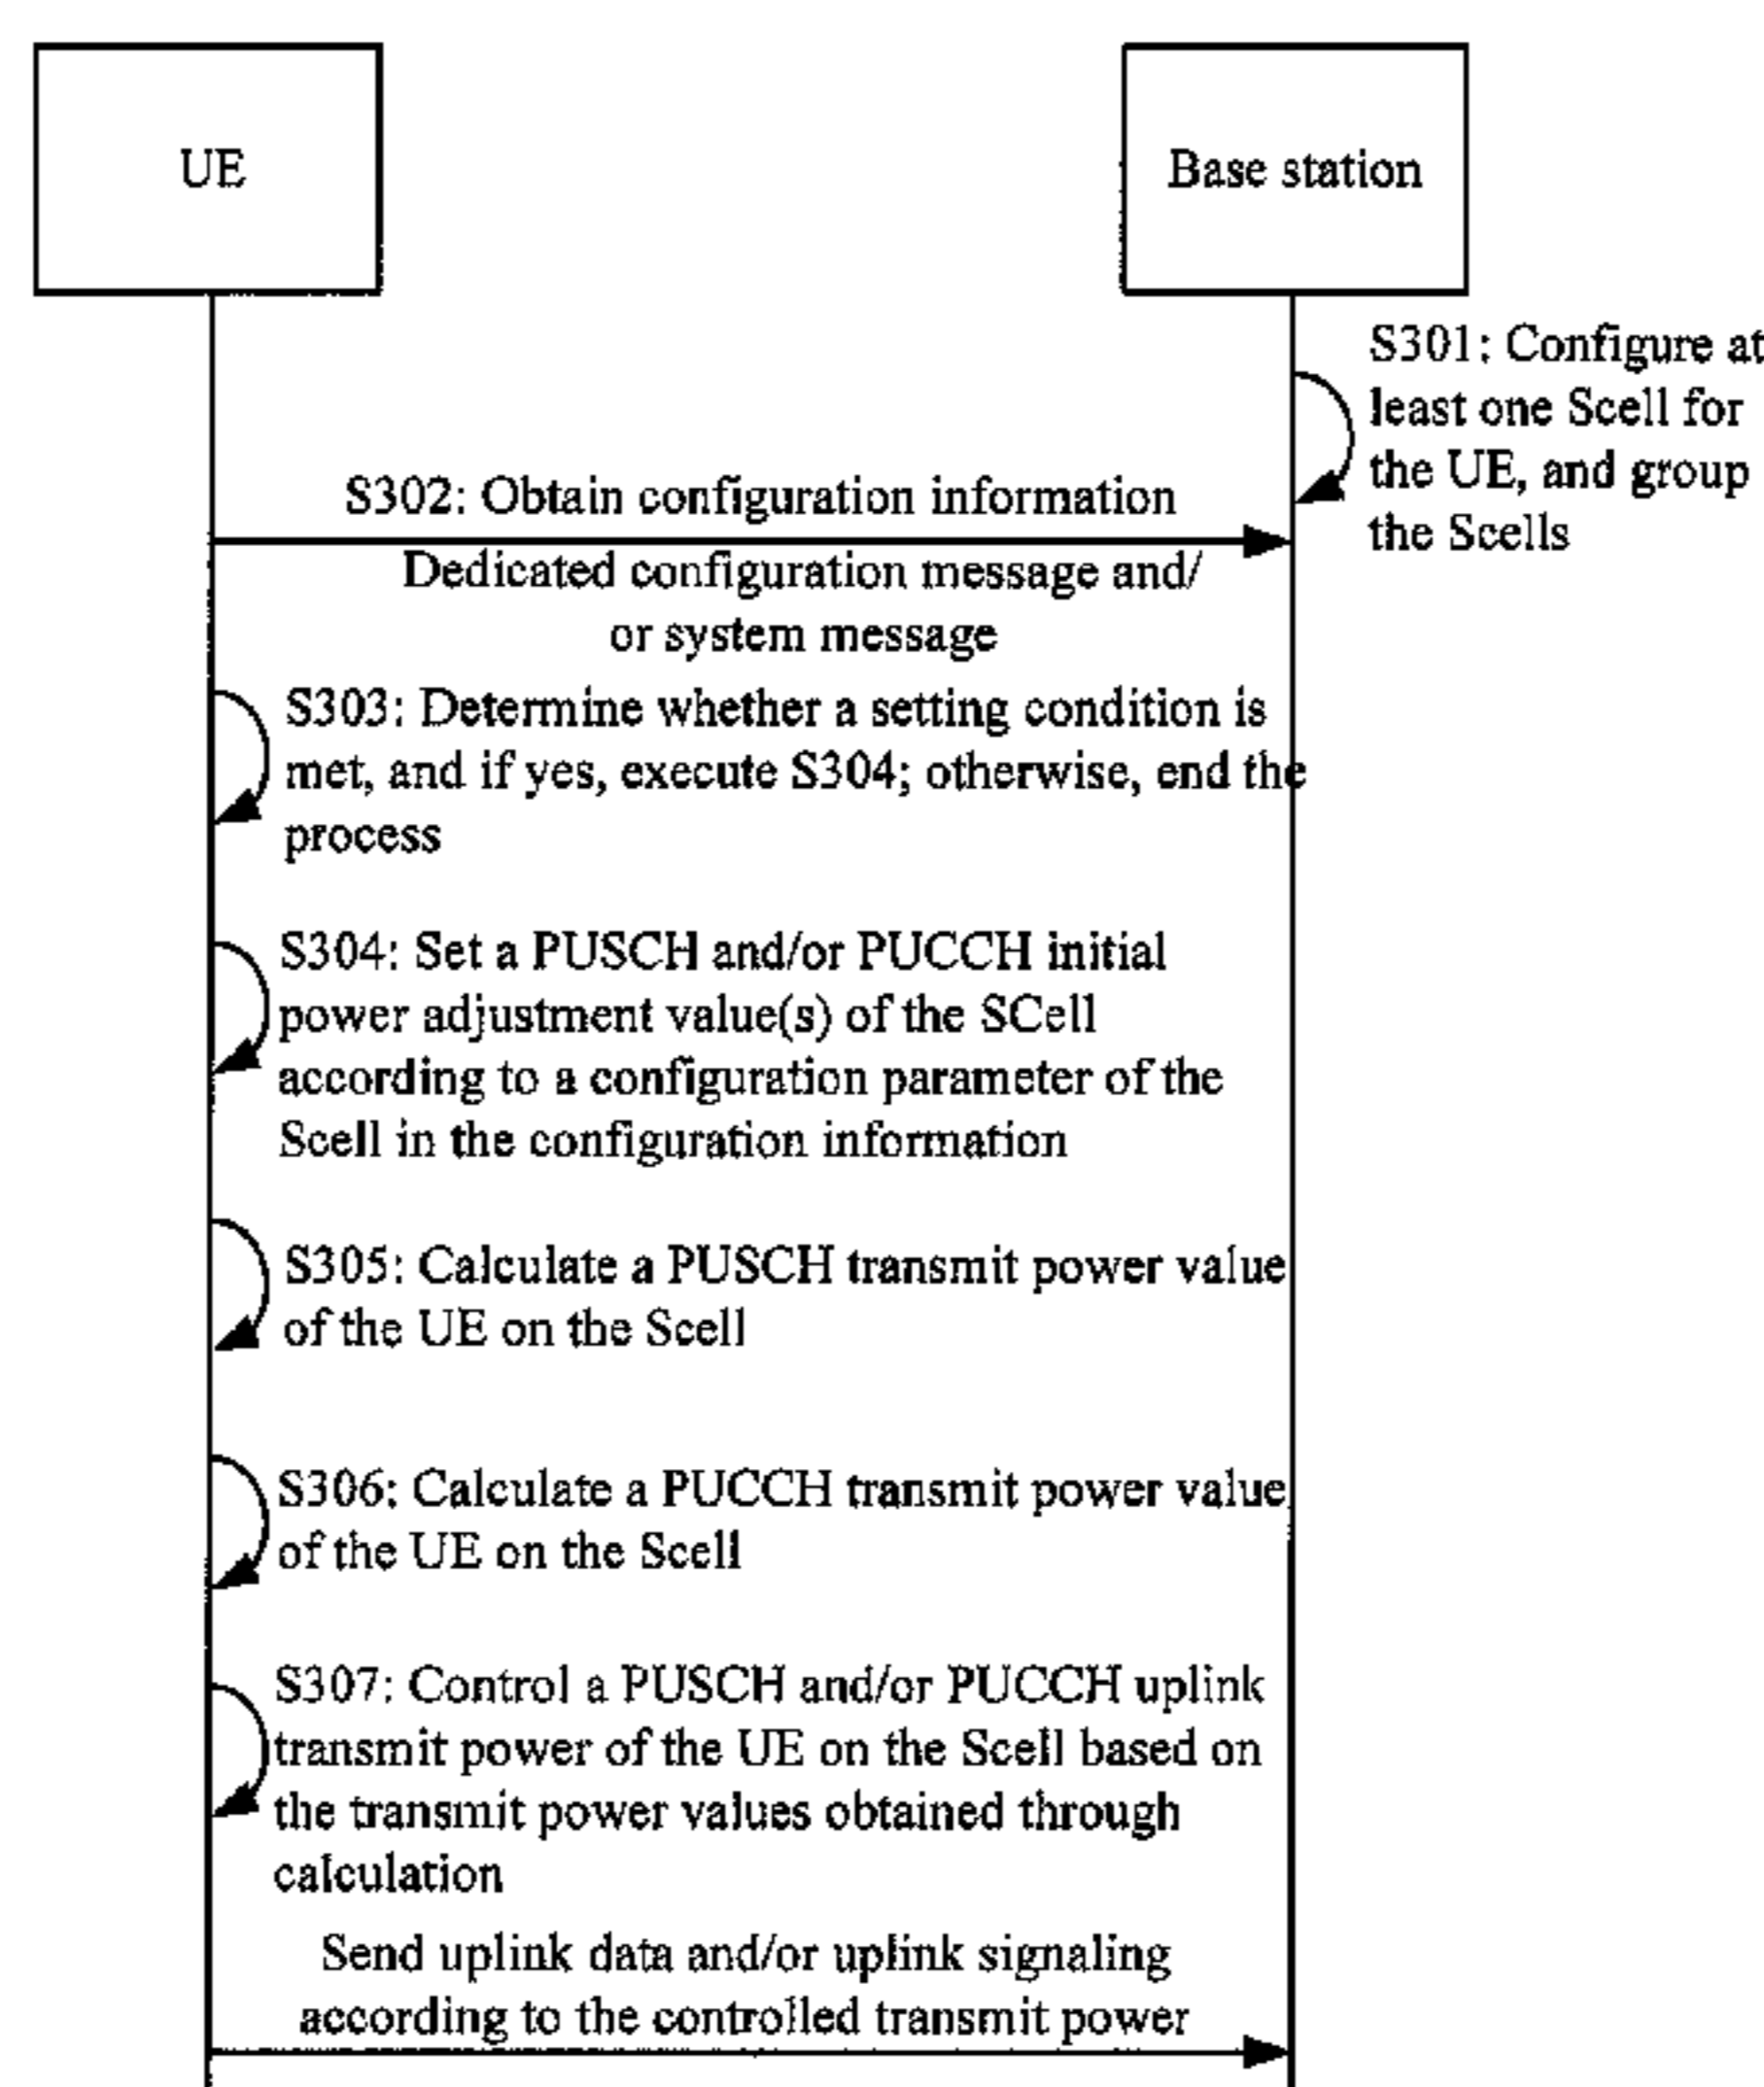 UE
Base station
S301: Configure at
least one Scell for
the UE, and group
the Scells
S302: Obtain configuration information
Dedicated configuration message and/
or system message
S303: Determine whether a setting condition is
met, and if yes, execute S304; otherwise, end the
process
S304: Set a PUSCH and/or PUCCH initial
power adjustment value(s) of the SCell
according to a configuration parameter of the
Scell in the configuration information
S305: Calculate a PUSCH transmit power value
of the UE on the Scell
S306: Calculate a PUCCH transmit power value
of the UE on the Scell
S307: Control a PUSCH and/or PUCCH uplink
transmit power of the UE on the Scell based on
the transmit power values obtained through
calculation
Send uplink data and/or uplink signaling
according to the controlled transmit power